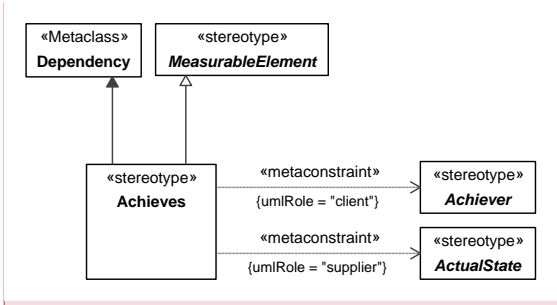 «Metaclass»
Dependency
«stereotype»
MeasurableElement
«stereotype»
Achieves
«metaconstraint»
{umlRole = "client"}
«stereotype»
Achiever
«metaconstraint»
{umlRole = "supplier"}
«stereotype»
ActualState